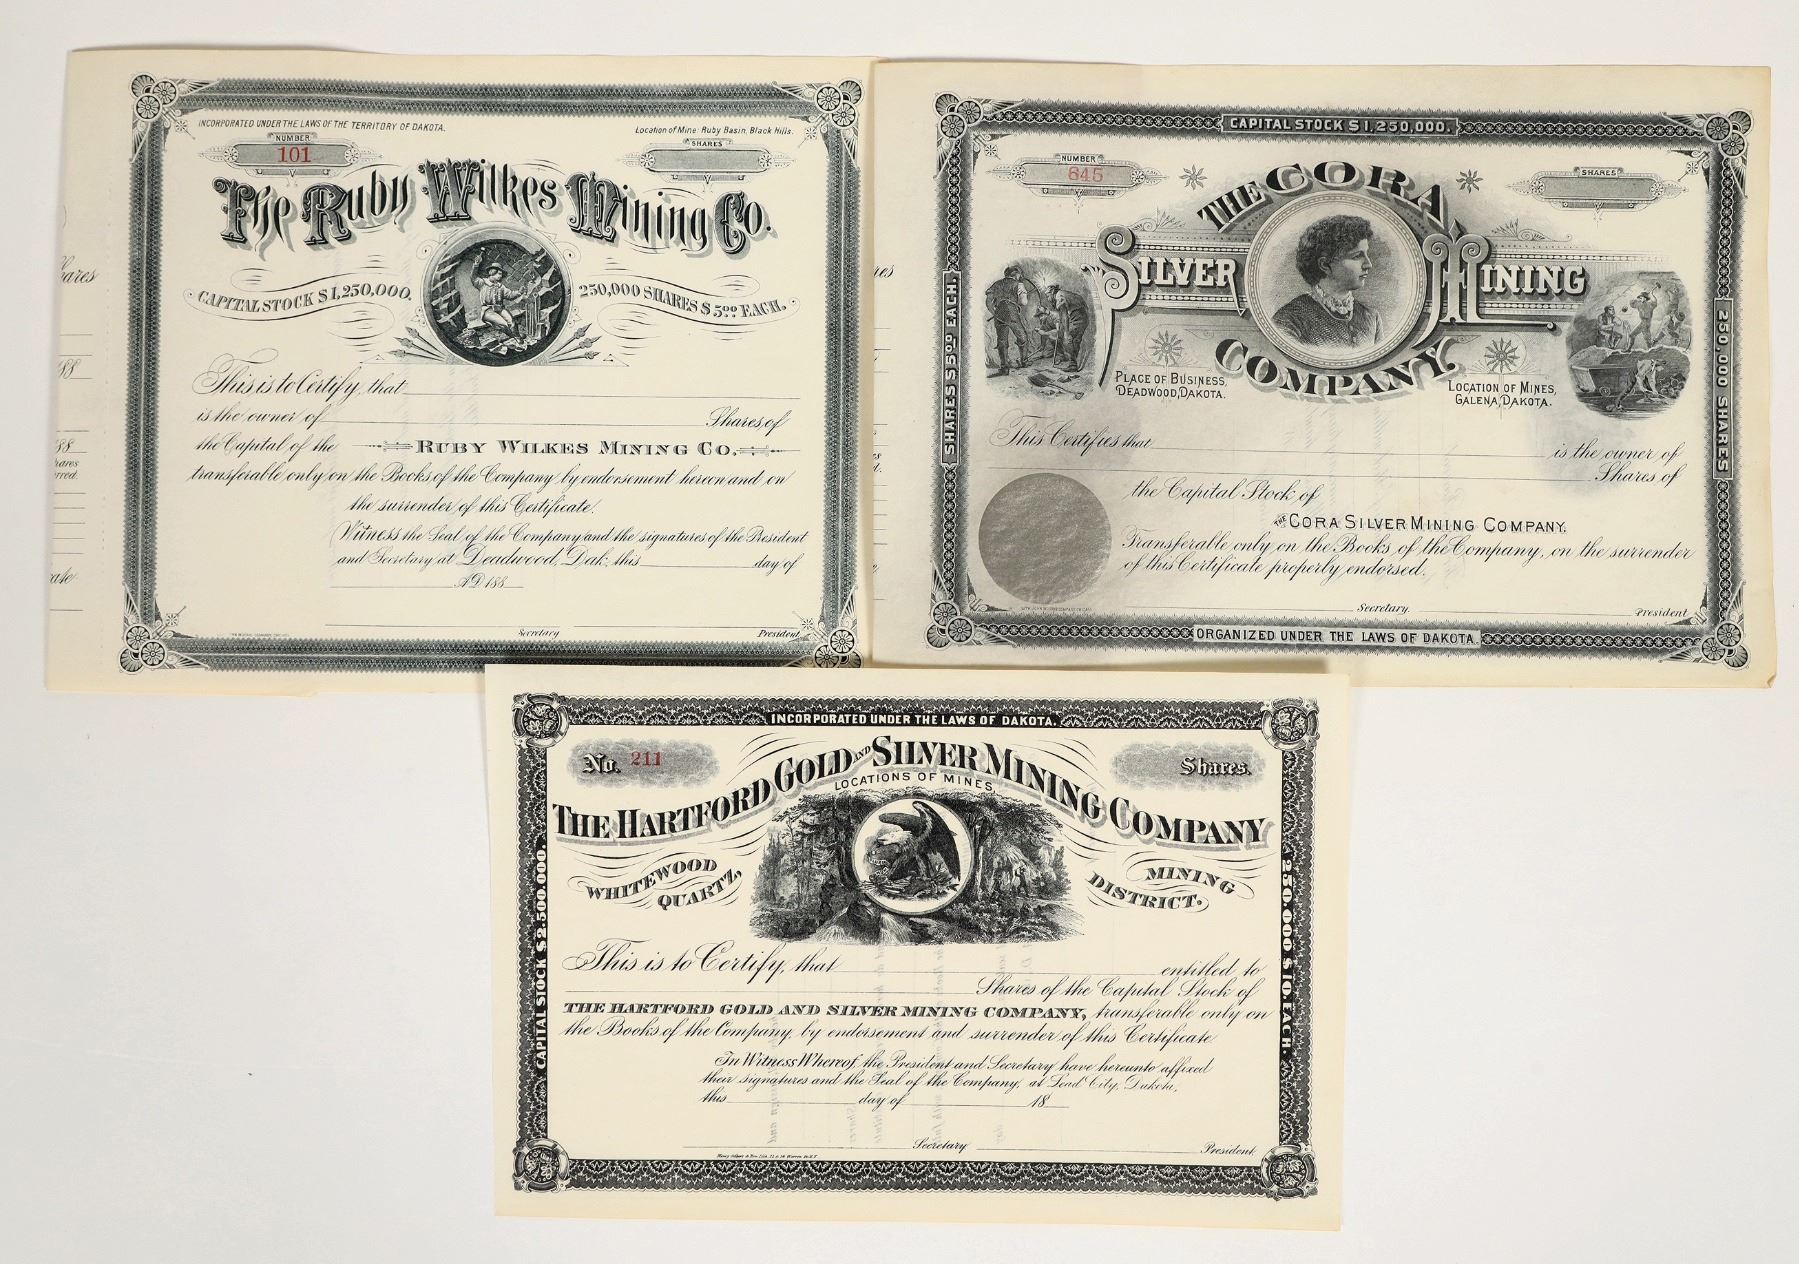 INCORPORATED UNDER THE LAWS OF THE TERRITORY OF DAKOTA.
Location of Mine: Ruby Basin, Black Hills.
NUMBER
101
SHARES
The Ruby Wilkes Mining Co.
CAPITAL STOCK $1,250,000.
250,000 SHARES $5.00 EACH.
This is to Certify, that
is the owner of Shares of
the Capital of the RUBY WILKES MINING CO.
transferable only on the Books of the Company by endorsement hereon and on
the surrender of this Certificate.
Witness the Seal of the Company and the signatures of the President
and Secretary at Deadwood, Dak; this day of
A.D. 188
Secretary
President
CAPITAL STOCK $1,250,000.
NUMBER
645
SHARES
THE CORA
SILVER MINING
COMPANY.
SHARES $5.00 EACH.
250,000 SHARES
PLACE OF BUSINESS,
DEADWOOD, DAKOTA.
LOCATION OF MINES,
GALENA, DAKOTA.
This Certifies that is the owner of
Shares of
the Capital Stock of
THE CORA SILVER MINING COMPANY.
Transferable only on the Books of the Company, on the surrender
of this Certificate properly endorsed.
Secretary.
President
ORGANIZED UNDER THE LAWS OF DAKOTA.
INCORPORATED UNDER THE LAWS OF DAKOTA.
No. 211
Shares.
THE HARTFORD GOLD AND SILVER MINING COMPANY
LOCATIONS OF MINES,
WHITEWOOD
QUARTZ,
MINING
DISTRICT.
CAPITAL STOCK $2.500.000.
250.000 $10. EACH.
This is to Certify, that entitled to
Shares of the Capital Stock of
THE HARTFORD GOLD AND SILVER MINING COMPANY, transferable only on
the Books of the Company, by endorsement and surrender of this Certificate
In Witness Whereof, the President and Secretary have hereunto affixed
their signatures and the Seal of the Company, at Lead City, Dakota,
this day of 18
Secretary
President.